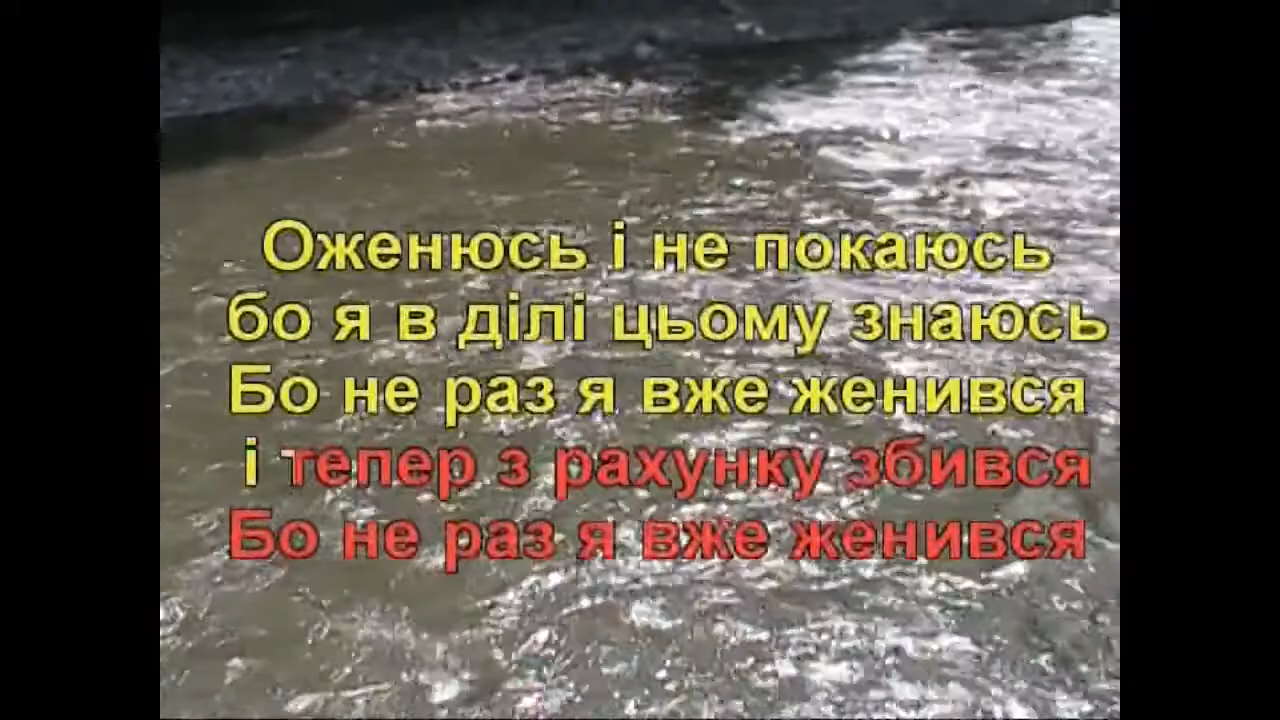 Оженюсь і не покаюсь
бо я в ділі цьому знаюсь
Бо не раз я вже женився
і тепер з рахунку збився
Бо не раз я вже женився